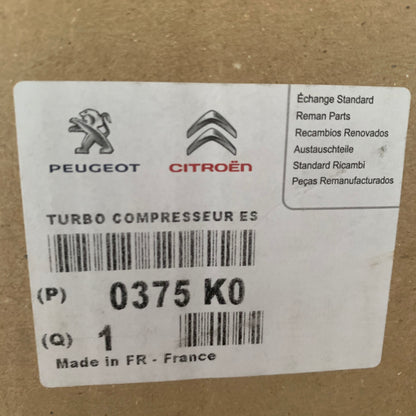 PEUGEOT
CITROËN
Échange Standard
Reman Parts
Recambios Renovados
Austauschteile
Standard Ricambi
Peças Remanufacturados
TURBO COMPRESSEUR ES
(P) 0375 K0
(Q) 1
Made in FR - France